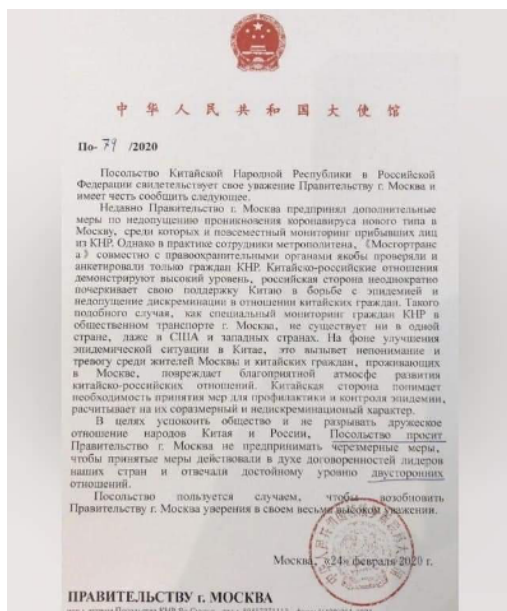 中华人民共和国大使馆
По- 79 /2020
Посольство Китайской Народной Республики в Российской
Федерации свидетельствует свое уважение Правительству г. Москва и
имеет честь сообщить следующее.
Недавно Правительство г. Москва предпринял дополнительные
меры по недопущению проникновения коронавируса нового типа в
Москву, среди которых и повсеместный мониторинг прибывших лиц
из КНР. Однако в практике сотрудники метрополитена, 《Мосгортранс
а》 совместно с правоохранительными органами якобы проверяли и
анкетировали только граждан КНР. Китайско-российские отношения
демонстрируют высокий уровень, российская сторона неоднократно
почеркивает свою поддержку Китаю в борьбе с эпидемией и
недопущение дискреминации в отношении китайских граждан. Такого
подобного случая, как специальный мониторинг граждан КНР в
общественном транспорте г. Москва, не существует ни в одной
стране, даже в США и западных странах. На фоне улучшения
эпидемической ситуации в Китае, это вызывет непонимание и
тревогу среди жителей Москвы и китайских граждан, проживающих
в Москве, повреждает благоприятной атмосфе развития
китайско-российских отношений. Китайская сторона понимает
необходимость принятия мер для профилактики и контроля эпидемии,
расчитывает на их соразмерный и недискреминационый характер.
В целях успокоить общество и не разрывать дружеское
отношение народов Китая и России, Посольство просит
Правительство г. Москва не предпринимать черезмерные меры,
чтобы принятые меры действовали в духе договоренностей лидеров
наших стран и отвечали достойному уровню двусторонних
отношений.
Посольство пользуется случаем, чтобы возобновить
Правительству г. Москва уверения в своем весьма высоком уважении.
Москва, «24» февраля 2020 г.
ПРАВИТЕЛЬСТВУ г. МОСКВА